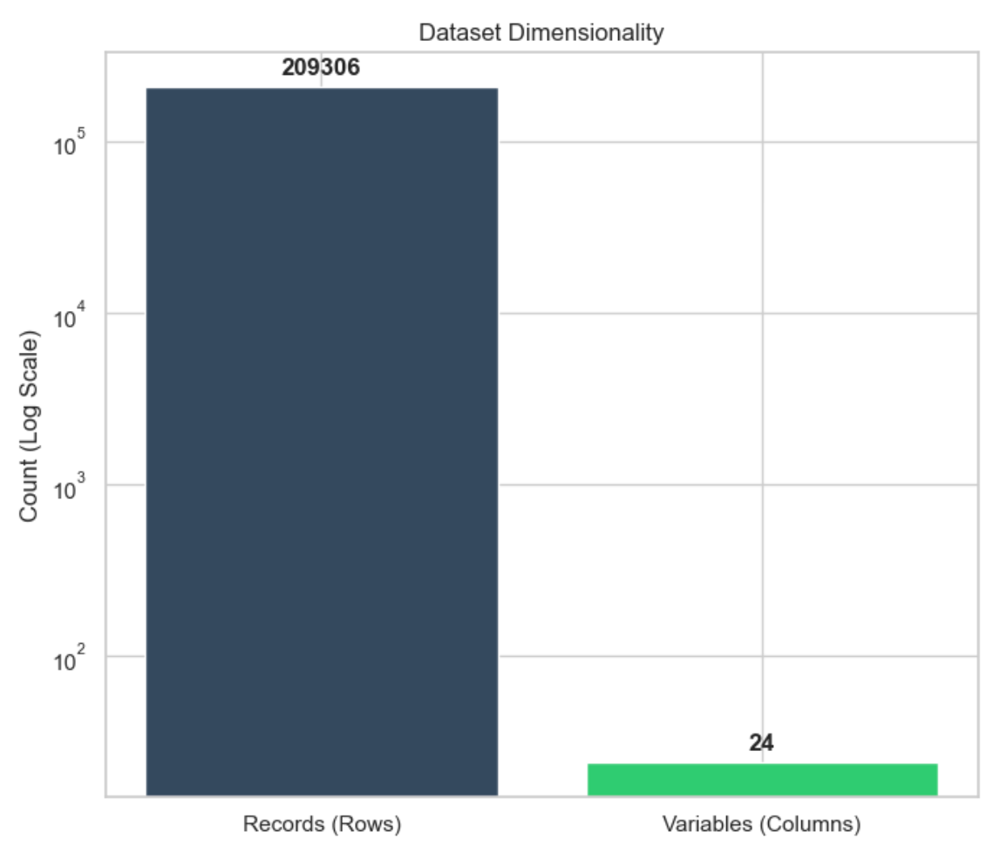 Dataset Dimensionality
209306
10^5
10^4
10^3
10^2
Count (Log Scale)
24
Records (Rows)
Variables (Columns)